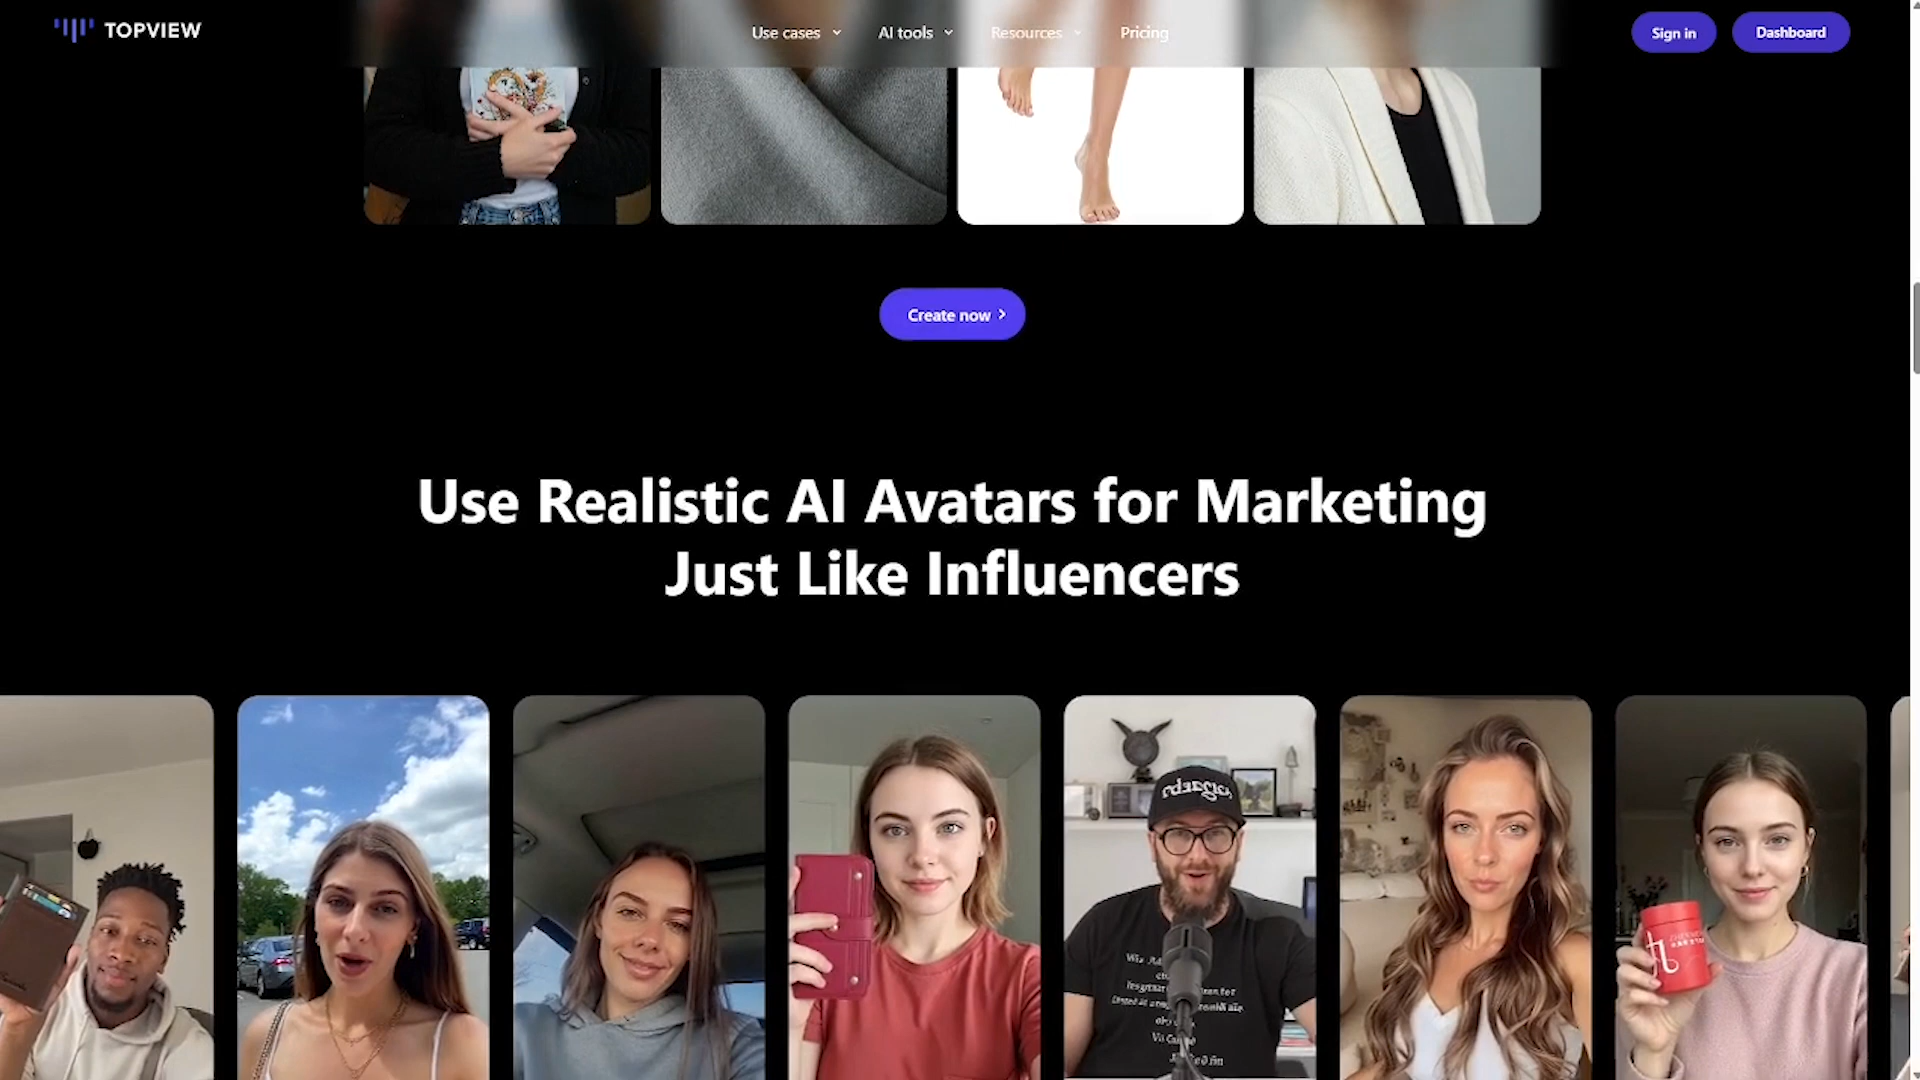 TOPVIEW
Use cases
AI tools
Resources
Pricing
Sign in
Dashboard
Create now
Use Realistic AI Avatars for Marketing
Just Like Influencers